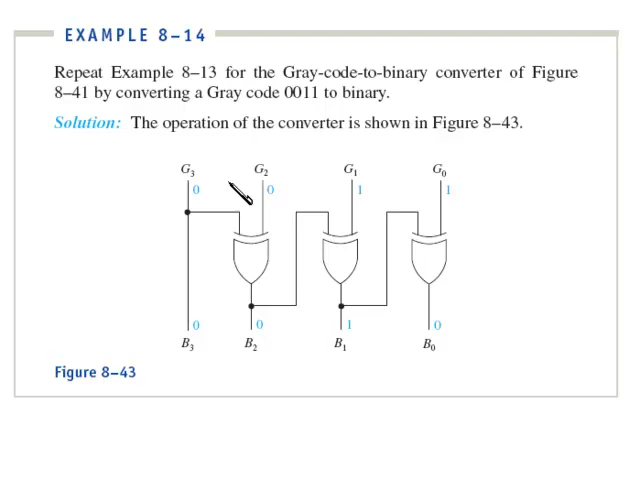 EXAMPLE 8–14
Repeat Example 8–13 for the Gray-code-to-binary converter of Figure
8–41 by converting a Gray code 0011 to binary.
Solution: The operation of the converter is shown in Figure 8–43.
G₃ G₂ G₁ G₀
0 0 1 1
0 0 1 0
B₃ B₂ B₁ B₀
Figure 8–43